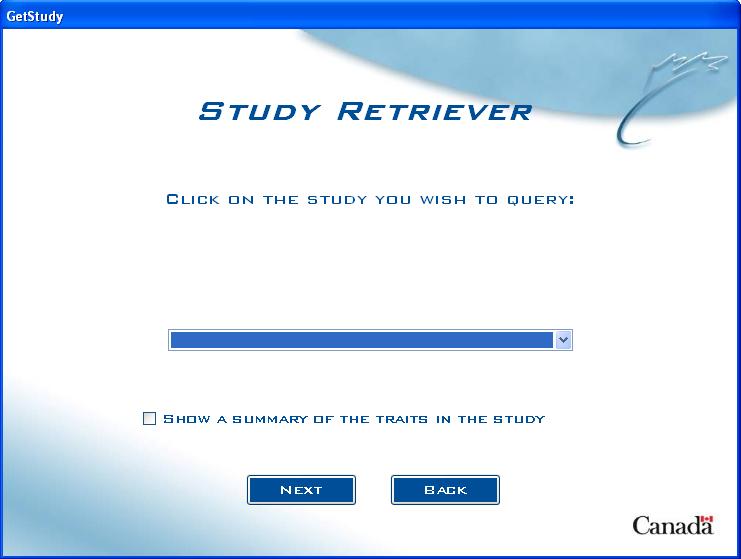 GetStudy
STUDY RETRIEVER
CLICK ON THE STUDY YOU WISH TO QUERY:
SHOW A SUMMARY OF THE TRAITS IN THE STUDY
NEXT BACK
Canada